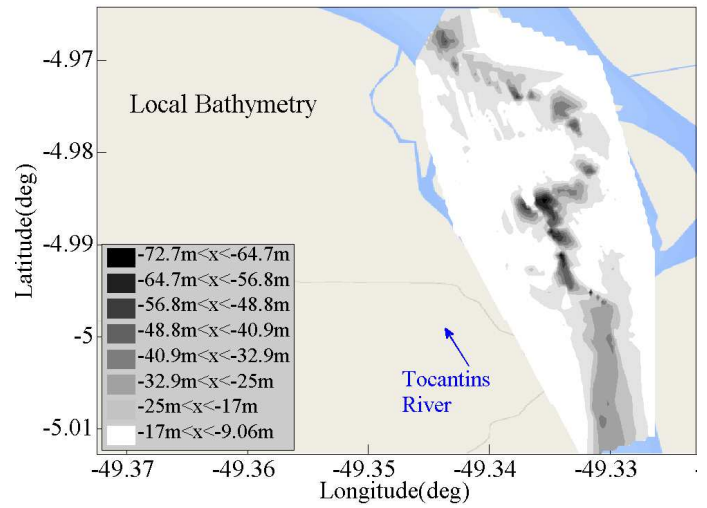 -4.97
Local Bathymetry
-4.98
-4.99
Latitude(deg)
-72.7m<x<-64.7m
-64.7m<x<-56.8m
-56.8m<x<-48.8m
-48.8m<x<-40.9m
-40.9m<x<-32.9m
-32.9m<x<-25m
-25m<x<-17m
-17m<x<-9.06m
-5
Tocantins
River
-5.01
-49.37 -49.36 -49.35 -49.34 -49.33
Longitude(deg)